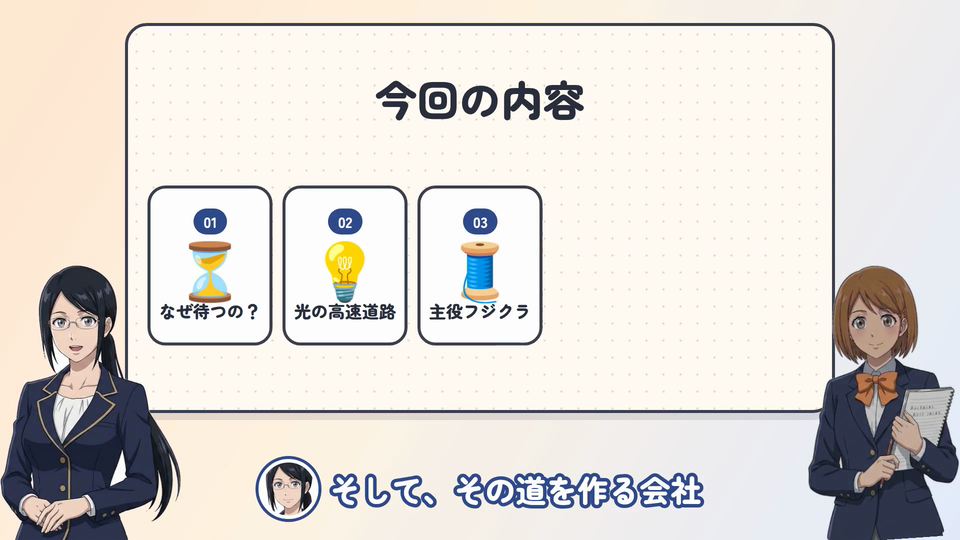 今回の内容
01
なぜ待つの？
02
光の高速道路
03
主役フジクラ
そして、その道を作る会社